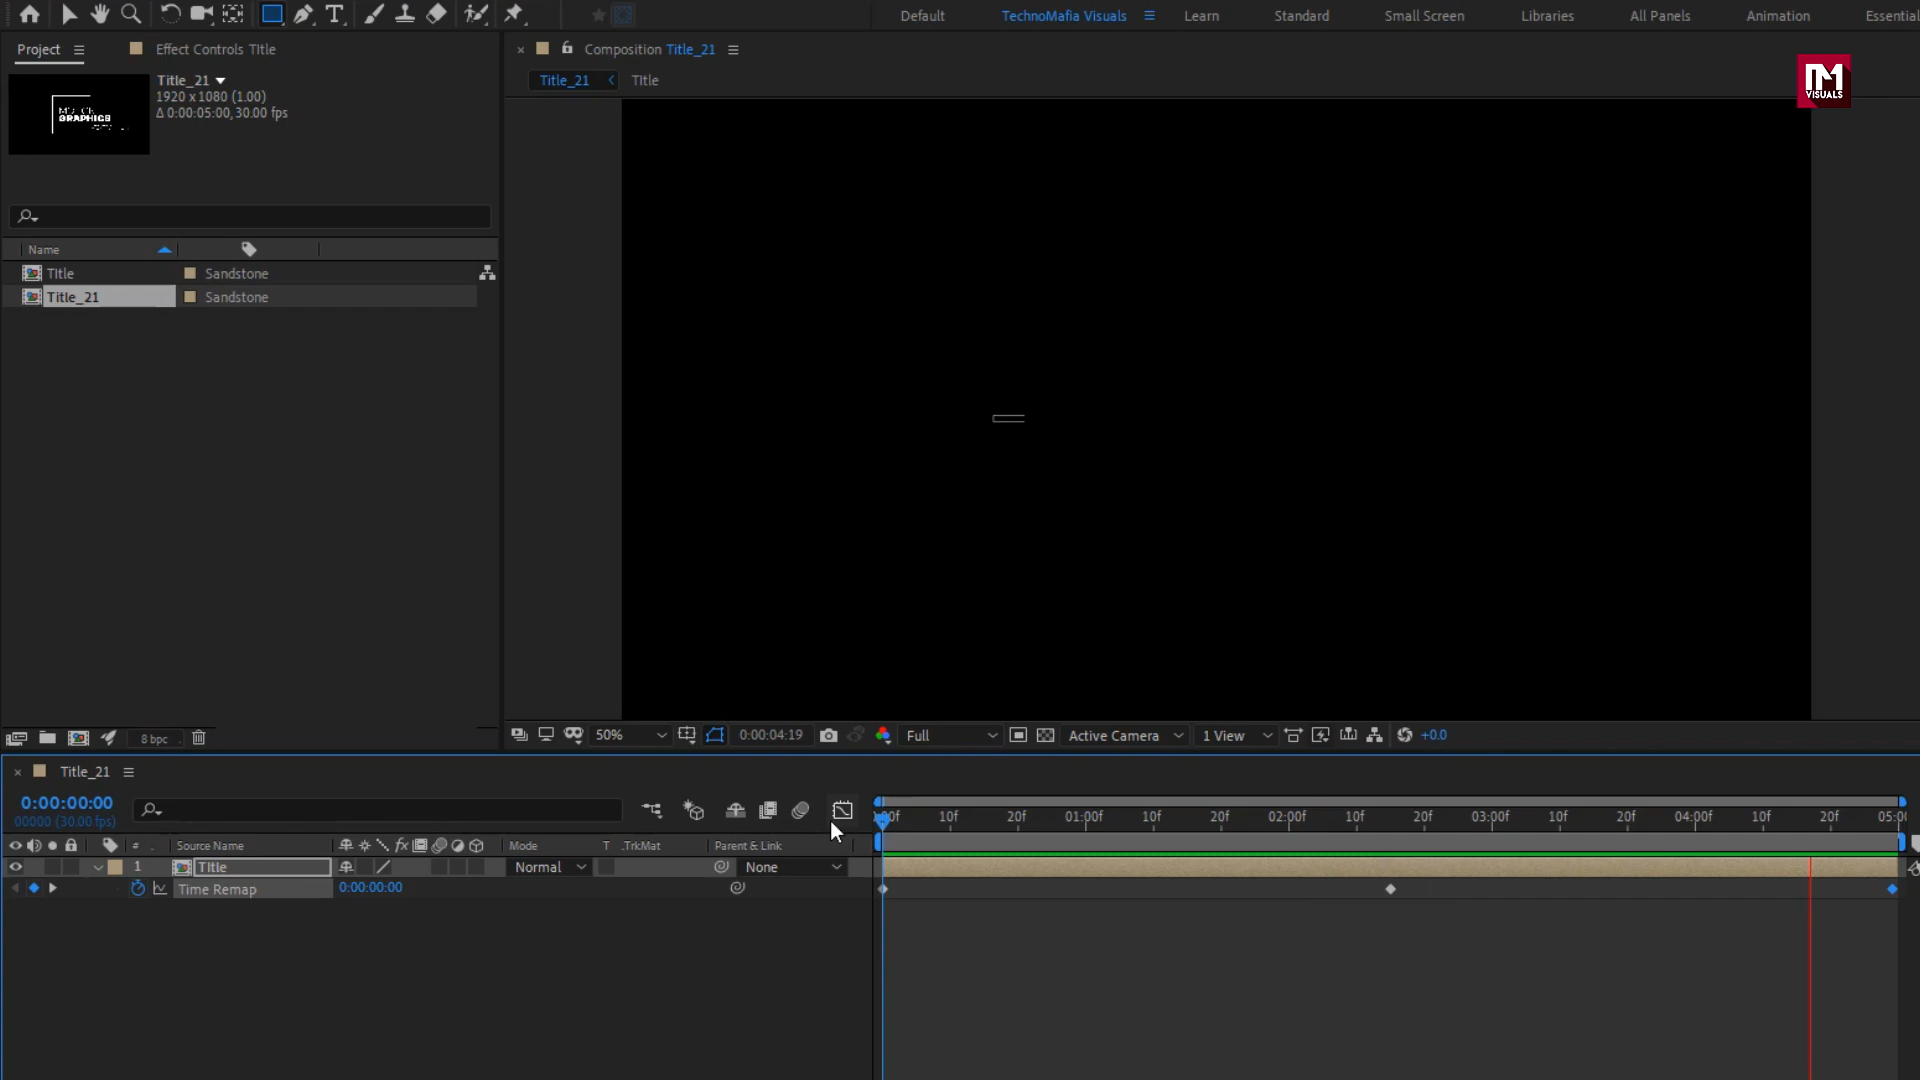 Default
TechnoMafia Visuals
Learn
Standard
Small Screen
Libraries
All Panels
Animation
Essential
Project
Effect Controls TItle
Composition Title_21
Title_21
TItle
Title_21
1920 x 1080 (1.00)
Δ 0:00:05:00, 30.00 fps
GRAPHICS
VISUALS
Name
TItle
Sandstone
Title_21
Sandstone
8 bpc
50%
0:00:04:19
Full
Active Camera
1 View
+0.0
Title_21
0:00:00:00
00000 (30.00 fps)
10f 20f 01:00f 10f 20f 02:00f 10f 20f 03:00f 10f 20f 04:00f 10f 20f 05:00
# Source Name
Mode
T .TrkMat
Parent & Link
1 TItle
Normal
None
Time Remap
0:00:00:00